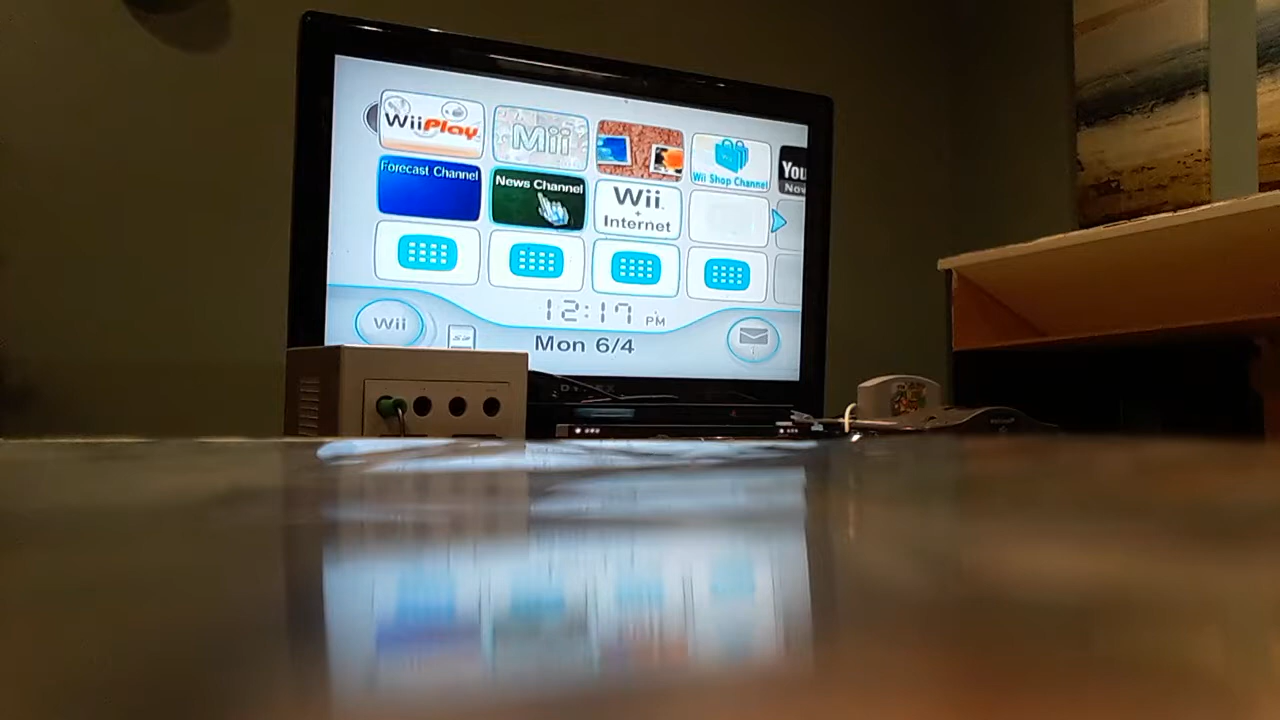 WiiPlay
Mii
Wii Shop Channel
You
Now
Forecast Channel
News Channel
Wii
+
Internet
12:17 PM
Wii
Mon 6/4